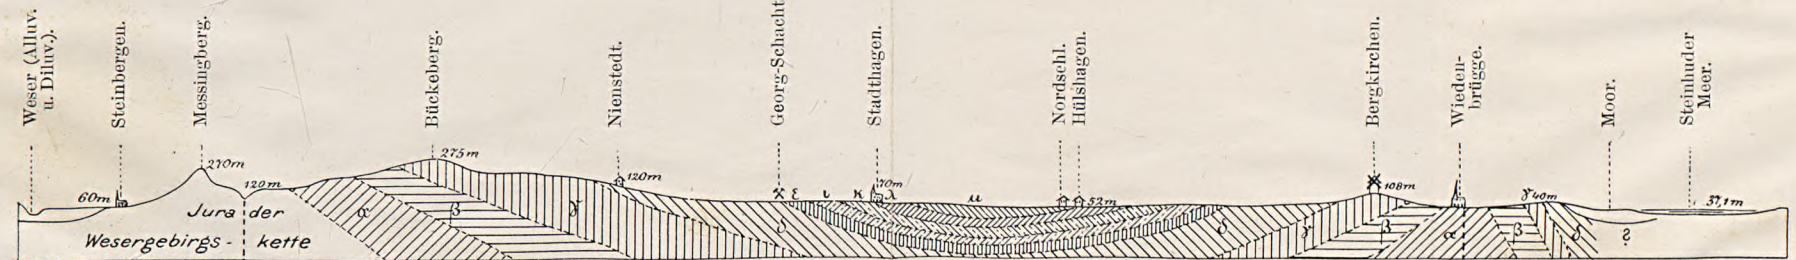 Weser (Alluv.
u. Diluv.).
Steinbergen.
Messingberg.
Bückeberg.
Nienstedt.
Georg-Schacht
Stadthagen.
Nordsehl.
Hülshagen.
Bergkirchen.
Wieden-
brügge.
Moor.
Steinhuder
Meer.
60m
270m
120m
275m
120m
70m
52m
108m
40m
37,1m
Jura der
Wesergebirgs- kette
α
β
γ
δ
ε
ι
κ
λ
μ
δ
γ
β
α
β
γ
δ
?